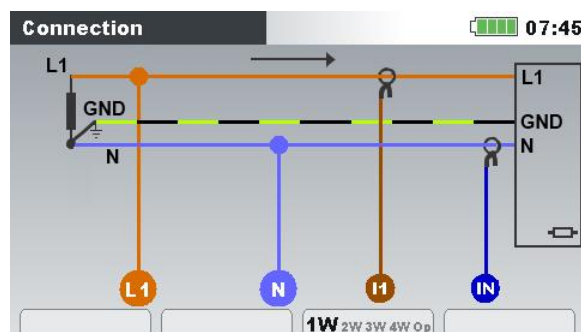 Connection 07:45
L1 L1
GND GND
N N
L1 N I1 IN
1W 2W 3W 4W Op